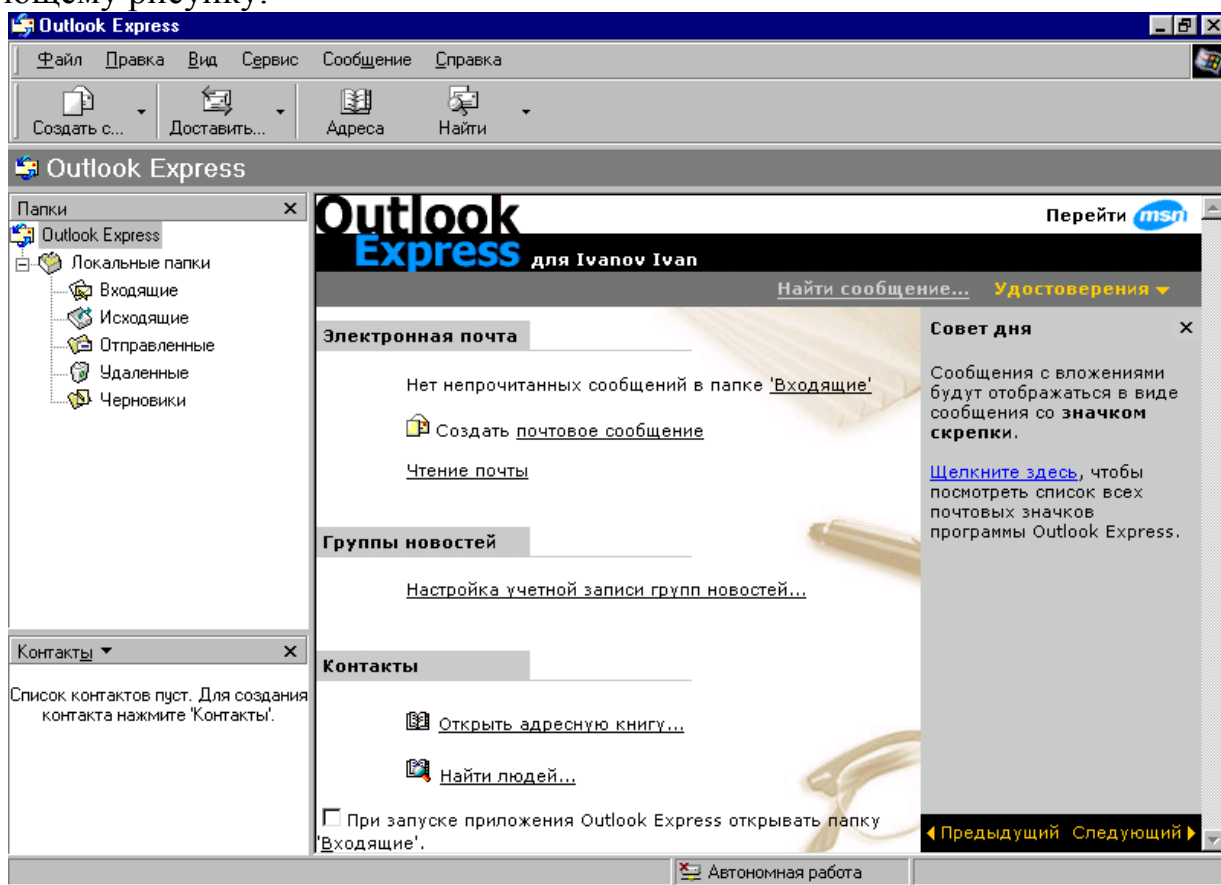 ющему рисунку.
Outlook Express
Файл Правка Вид Сервис Сообщение Справка
Создать с... Доставить... Адреса Найти
Outlook Express
Папки
Outlook Express
Локальные папки
Входящие
Исходящие
Отправленные
Удаленные
Черновики
Контакты
Список контактов пуст. Для создания
контакта нажмите 'Контакты'.
Outlook
Express для Ivanov Ivan
Перейти msn
Найти сообщение... Удостоверения
Электронная почта
Нет непрочитанных сообщений в папке 'Входящие'
Создать почтовое сообщение
Чтение почты
Группы новостей
Настройка учетной записи групп новостей...
Контакты
Открыть адресную книгу...
Найти людей...
При запуске приложения Outlook Express открывать папку
'Входящие'.
Совет дня
Сообщения с вложениями
будут отображаться в виде
сообщения со значком
скрепки.
Щелкните здесь, чтобы
посмотреть список всех
почтовых значков
программы Outlook Express.
Предыдущий Следующий
Автономная работа